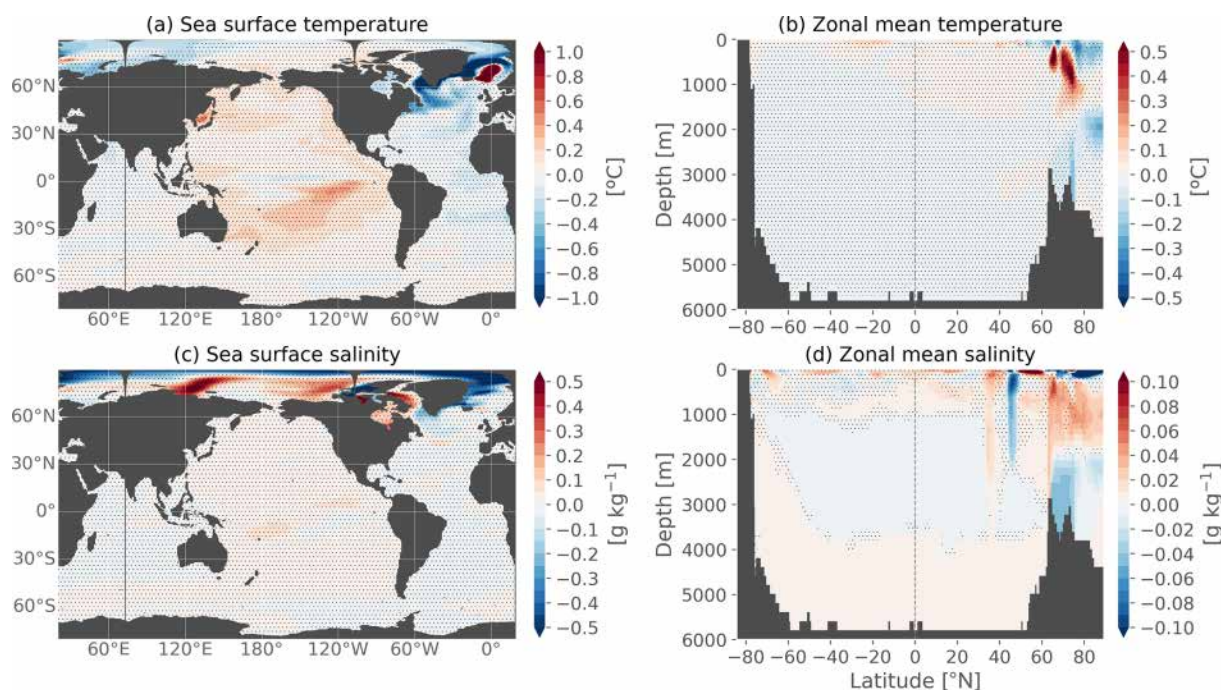 (a) Sea surface temperature
60°N
30°N
0°
30°S
60°S
60°E 120°E 180° 120°W 60°W 0°
1.0
0.8
0.6
0.4
0.2
0.0
−0.2
−0.4
−0.6
−0.8
−1.0
[°C]
(b) Zonal mean temperature
0
1000
2000
3000
4000
5000
6000
Depth [m]
−80 −60 −40 −20 0 20 40 60 80
0.5
0.4
0.3
0.2
0.1
0.0
−0.1
−0.2
−0.3
−0.4
−0.5
[°C]
(c) Sea surface salinity
60°N
30°N
0°
30°S
60°S
60°E 120°E 180° 120°W 60°W 0°
0.5
0.4
0.3
0.2
0.1
0.0
−0.1
−0.2
−0.3
−0.4
−0.5
[g kg⁻¹]
(d) Zonal mean salinity
0
1000
2000
3000
4000
5000
6000
Depth [m]
−80 −60 −40 −20 0 20 40 60 80
Latitude [°N]
0.10
0.08
0.06
0.04
0.02
0.00
−0.02
−0.04
−0.06
−0.08
−0.10
[g kg⁻¹]